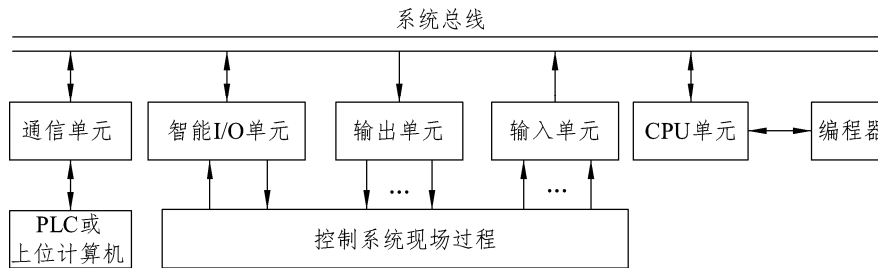 系统总线
通信单元
智能I/O单元
输出单元
输入单元
CPU单元
编程器
...
...
PLC或
上位计算机
控制系统现场过程